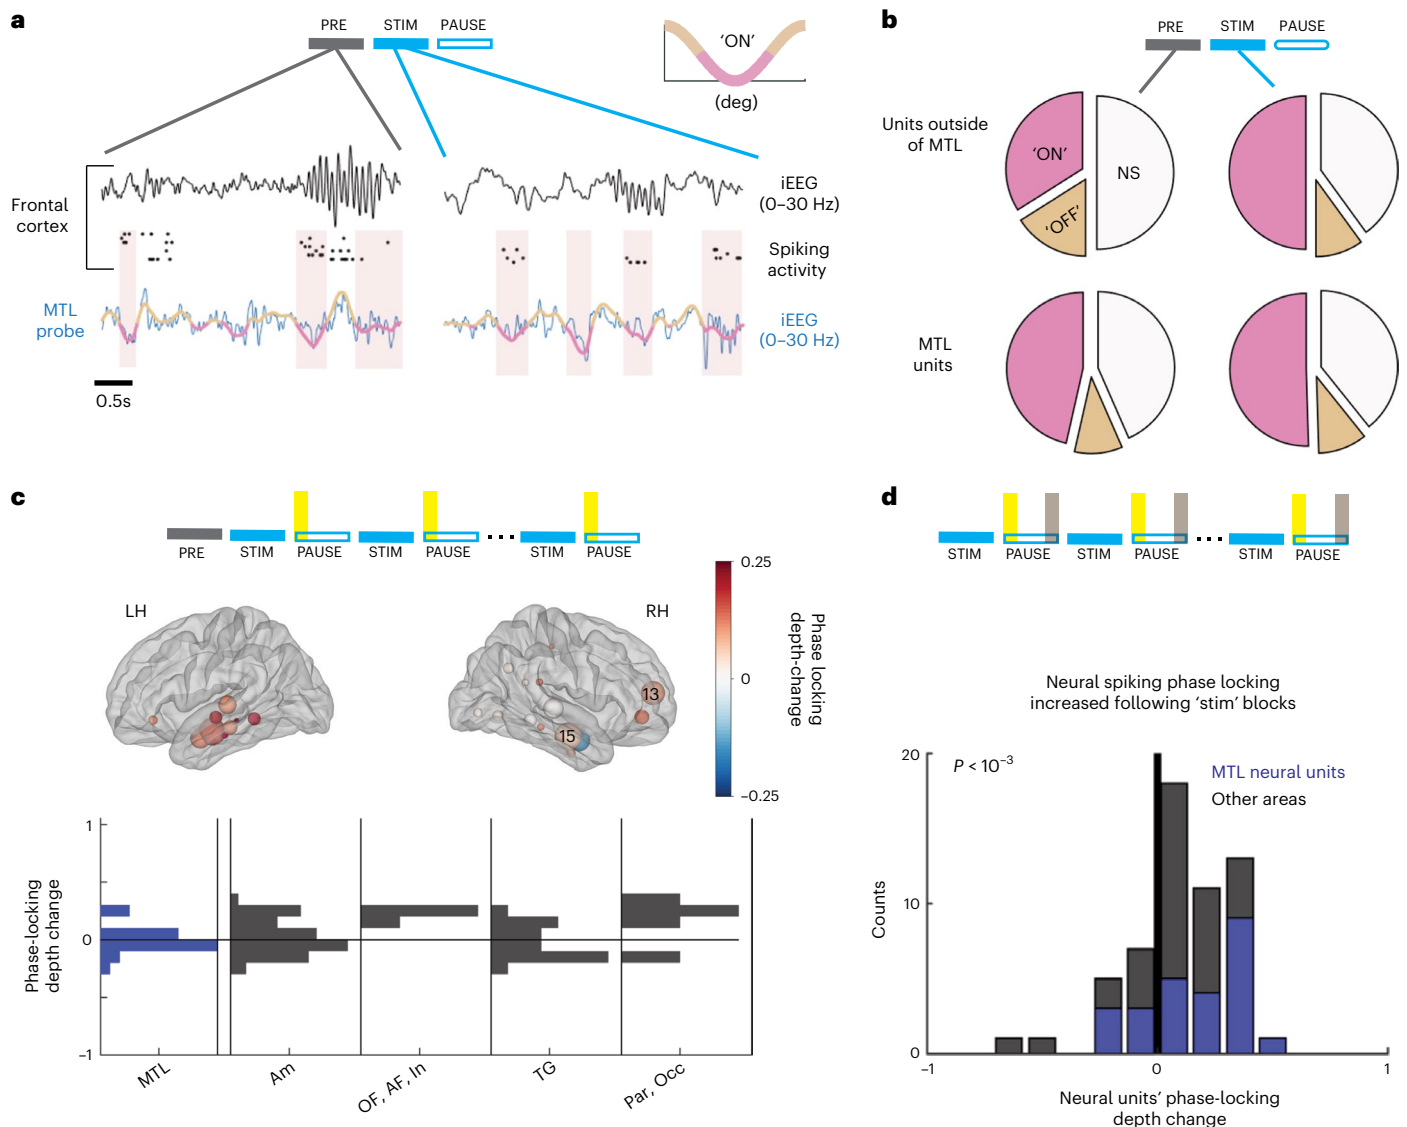 a
PRE STIM PAUSE
'ON'
(deg)
Frontal
cortex
iEEG
(0–30 Hz)
Spiking
activity
MTL
probe
iEEG
(0–30 Hz)
0.5s
b
PRE STIM PAUSE
Units outside
of MTL
'ON'
NS
'OFF'
MTL
units
c
PRE STIM PAUSE STIM PAUSE STIM PAUSE
LH
RH
13
15
0.25
0
–0.25
Phase locking
depth-change
Phase-locking
depth change
1
0
–1
MTL
Am
OF, AF, In
TG
Par, Occ
d
STIM PAUSE STIM PAUSE STIM PAUSE
Neural spiking phase locking
increased following 'stim' blocks
P < 10⁻³
MTL neural units
Other areas
Counts
20
10
0
–1 0 1
Neural units' phase-locking
depth change